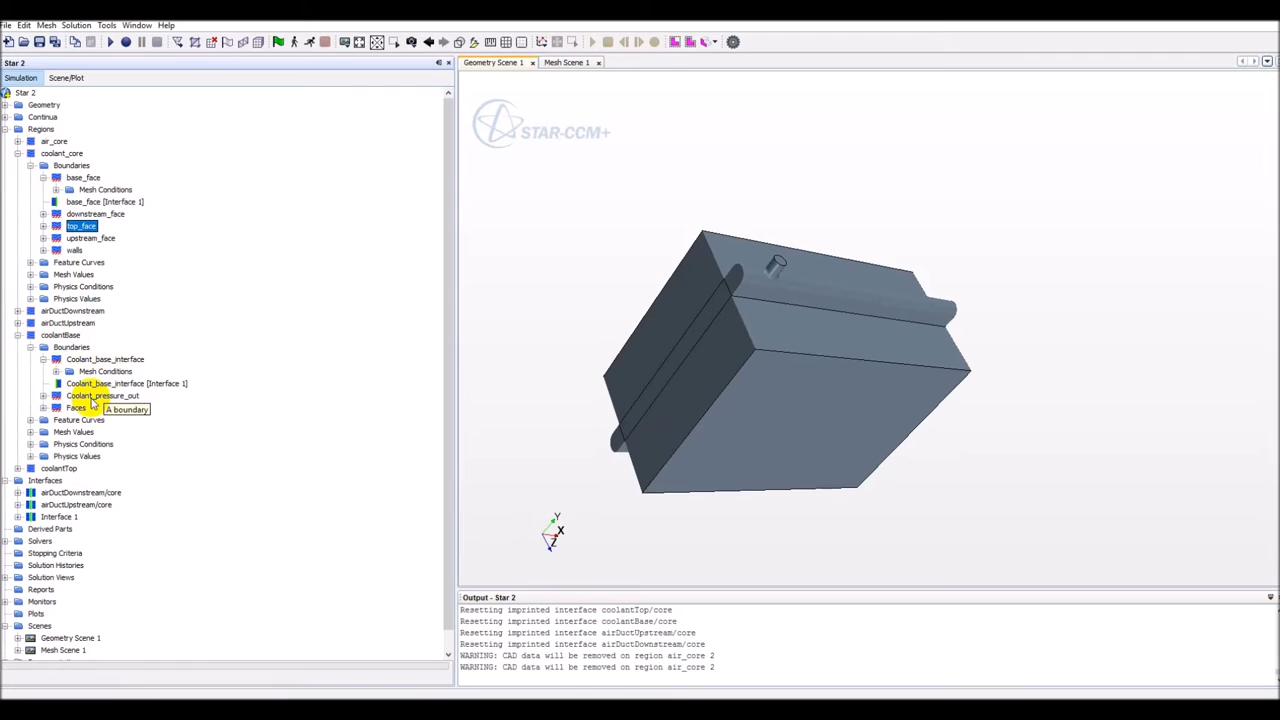 File Edit Mesh Solution Tools Window Help
Star 2
Simulation Scene/Plot
Star 2
Geometry
Continua
Regions
air_core
coolant_core
Boundaries
base_face
Mesh Conditions
base_face [Interface 1]
downstream_face
top_face
upstream_face
walls
Feature Curves
Mesh Values
Physics Conditions
Physics Values
airDuctDownstream
airDuctUpstream
coolantBase
Boundaries
Coolant_base_interface
Mesh Conditions
Coolant_base_interface [Interface 1]
Coolant_pressure_out
Faces
A boundary
Feature Curves
Mesh Values
Physics Conditions
Physics Values
coolantTop
Interfaces
airDuctDownstream/core
airDuctUpstream/core
Interface 1
Derived Parts
Solvers
Stopping Criteria
Solution Histories
Solution Views
Reports
Monitors
Plots
Scenes
Geometry Scene 1
Mesh Scene 1
Geometry Scene 1 Mesh Scene 1
STAR-CCM+
Y
X
Z
Output - Star 2
Resetting imprinted interface coolantTop/core
Resetting imprinted interface coolantBase/core
Resetting imprinted interface airDuctUpstream/core
Resetting imprinted interface airDuctDownstream/core
WARNING: CAD data will be removed on region air_core 2
WARNING: CAD data will be removed on region air_core 2